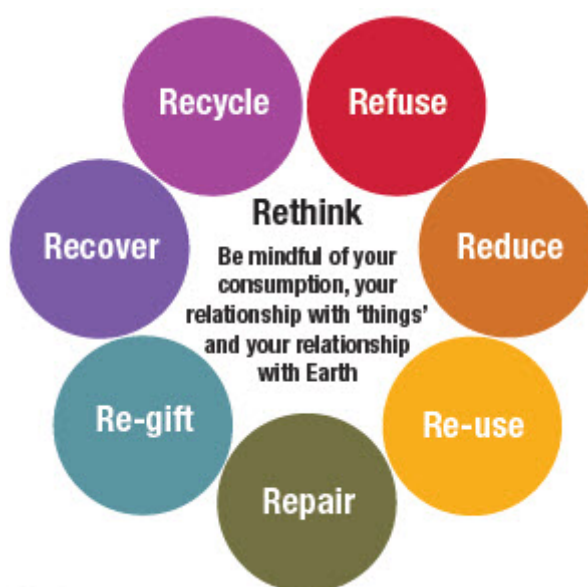 Recycle
Refuse
Rethink
Recover
Be mindful of your
consumption, your
relationship with ‘things’
and your relationship
with Earth
Reduce
Re-gift
Re-use
Repair